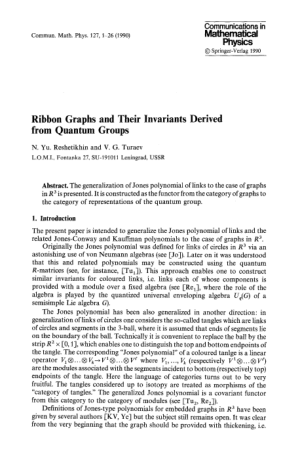 Communications in
Commun. Math. Phys. 127, 1–26 (1990)
Mathematical
Physics
© Springer-Verlag 1990
Ribbon Graphs and Their Invariants Derived
from Quantum Groups
N. Yu. Reshetikhin and V. G. Turaev
L.O.M.L. Fontanka 27, SU-191011 Leningrad, USSR
Abstract. The generalization of Jones polynomial of links to the case of graphs
in R³ is presented. It is constructed as the functor from the category of graphs to
the category of representations of the quantum group.
1. Introduction
The present paper is intended to generalize the Jones polynomial of links and the
related Jones-Conway and Kauffman polynomials to the case of graphs in R³.
Originally the Jones polynomial was defined for links of circles in R³ via an
astonishing use of von Neumann algebras (see [Jo]). Later on it was understood
that this and related polynomials may be constructed using the quantum
R-matrices (see, for instance, [Tu₁]). This approach enables one to construct
similar invariants for coloured links, i.e. links each of whose components is
provided with a module over a fixed algebra (see [Re₁], where the role of the
algebra is played by the quantized universal enveloping algebra U_q(G) of a
semisimple Lie algebra G).
The Jones polynomial has been also generalized in another direction: in
generalization of links of circles one considers the so-called tangles which are links
of circles and segments in the 3-ball, where it is assumed that ends of segments lie
on the boundary of the ball. Technically it is convenient to replace the ball by the
strip R² × [0, 1], which enables one to distinguish the top and bottom endpoints of
the tangle. The corresponding "Jones polynomial" of a coloured tangle is a linear
operator V₁⊗...⊗Vₖ→V¹⊗...⊗Vˡ where V₁, ..., Vₖ (respectively V¹⊗...⊗Vˡ)
are the modules associated with the segments incident to bottom (respectively top)
endpoints of the tangle. Here the language of categories turns out to be very
fruitful. The tangles considered up to isotopy are treated as morphisms of the
"category of tangles." The generalized Jones polynomial is a covariant functor
from this category to the category of modules (see [Tu₂, Re₂]).
Definitions of Jones-type polynomials for embedded graphs in R³ have been
given by several authors [KV, Ye] but the subject still remains open. It was clear
from the very beginning that the graph should be provided with thickening, i.e.